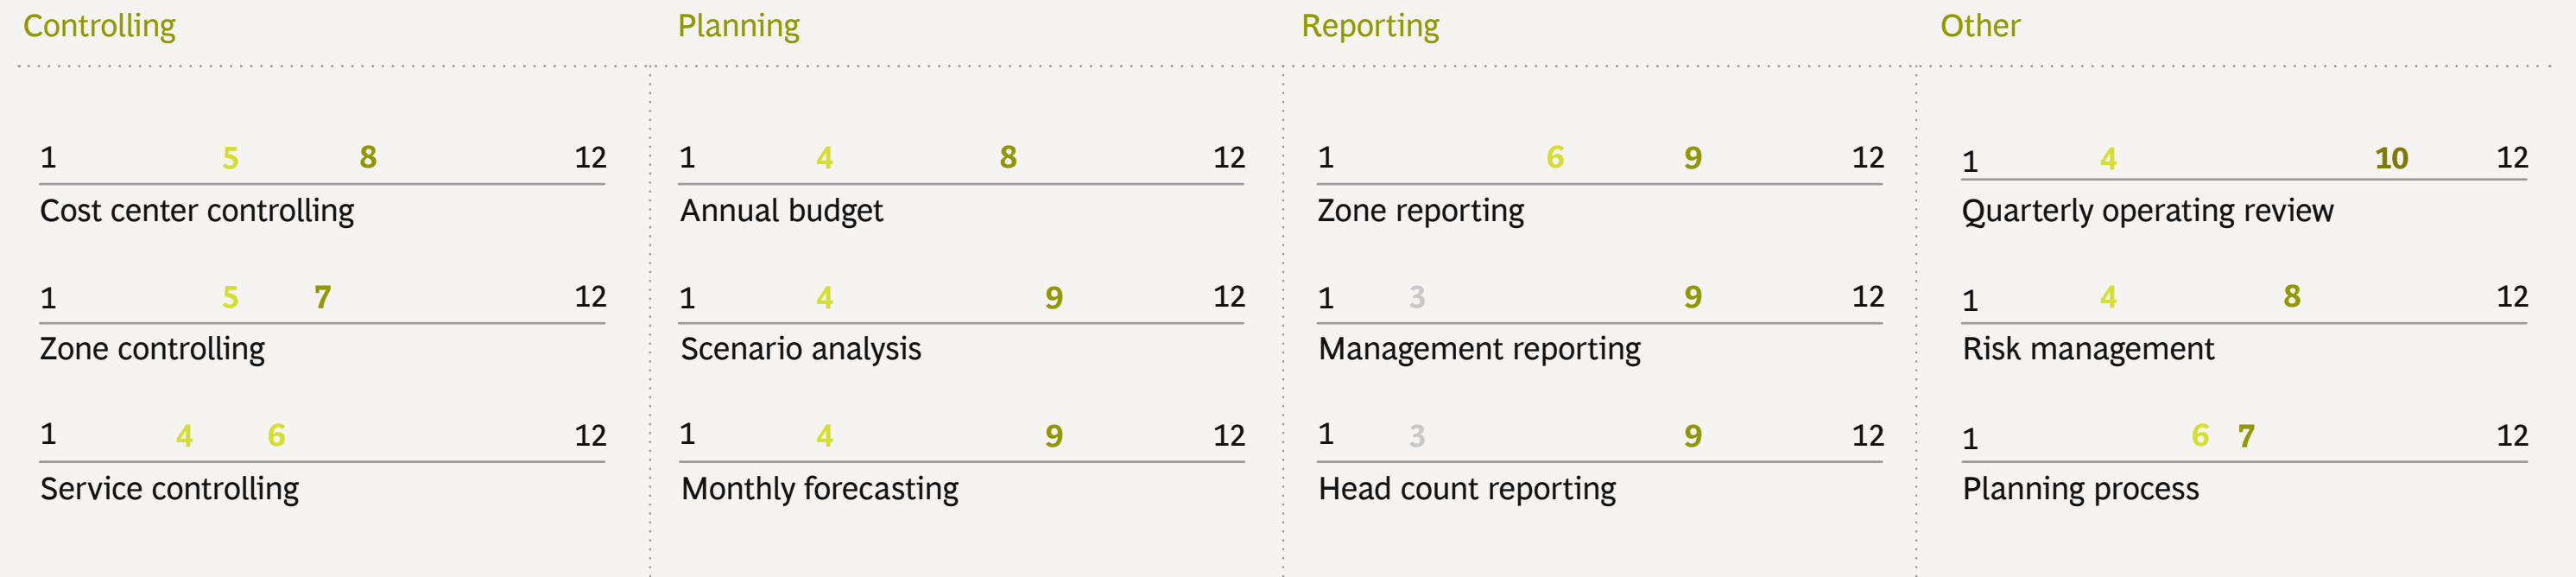 Controlling
Planning
Reporting
Other
1 5 8 12
Cost center controlling
1 5 7 12
Zone controlling
1 4 6 12
Service controlling
1 4 8 12
Annual budget
1 4 9 12
Scenario analysis
1 4 9 12
Monthly forecasting
1 6 9 12
Zone reporting
1 3 9 12
Management reporting
1 3 9 12
Head count reporting
1 4 10 12
Quarterly operating review
1 4 8 12
Risk management
1 6 7 12
Planning process